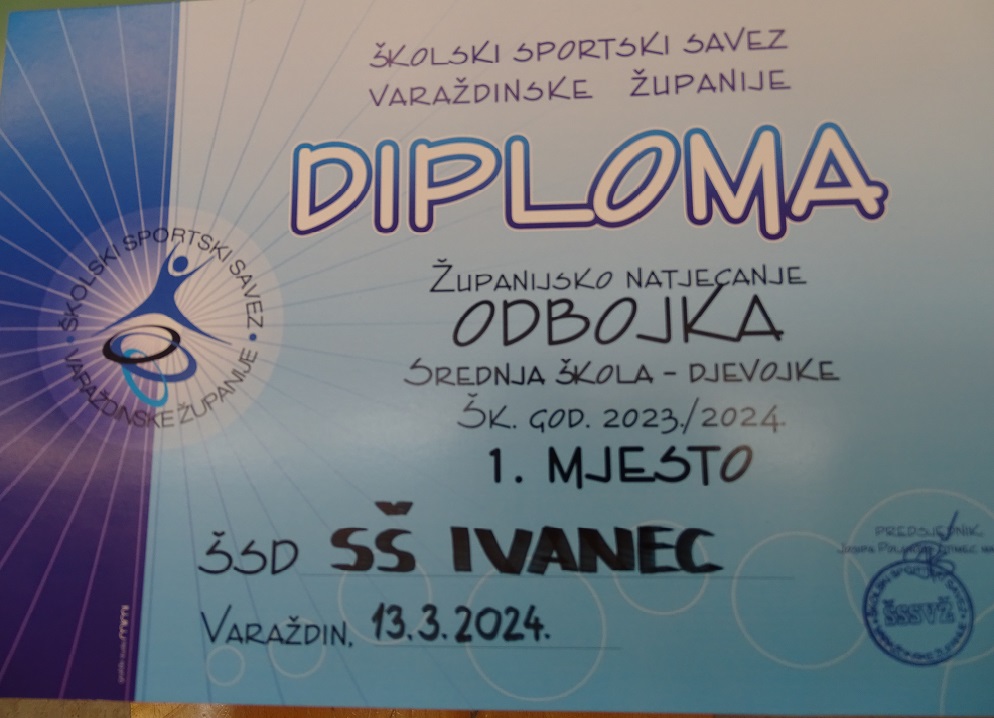 ŠKOLSKI SPORTSKI SAVEZ
VARAŽDINSKE ŽUPANIJE
DIPLOMA
ŠKOLSKI SPORTSKI SAVEZ
VARAŽDINSKE ŽUPANIJE
ŽUPANIJSKO NATJECANJE
ODBOJKA
SREDNJA ŠKOLA - DJEVOJKE
ŠK. GOD. 2023./2024.
1. MJESTO
ŠSD SŠ IVANEC
VARAŽDIN, 13.3.2024.
PREDSJEDNIK
ŠSSVŽ